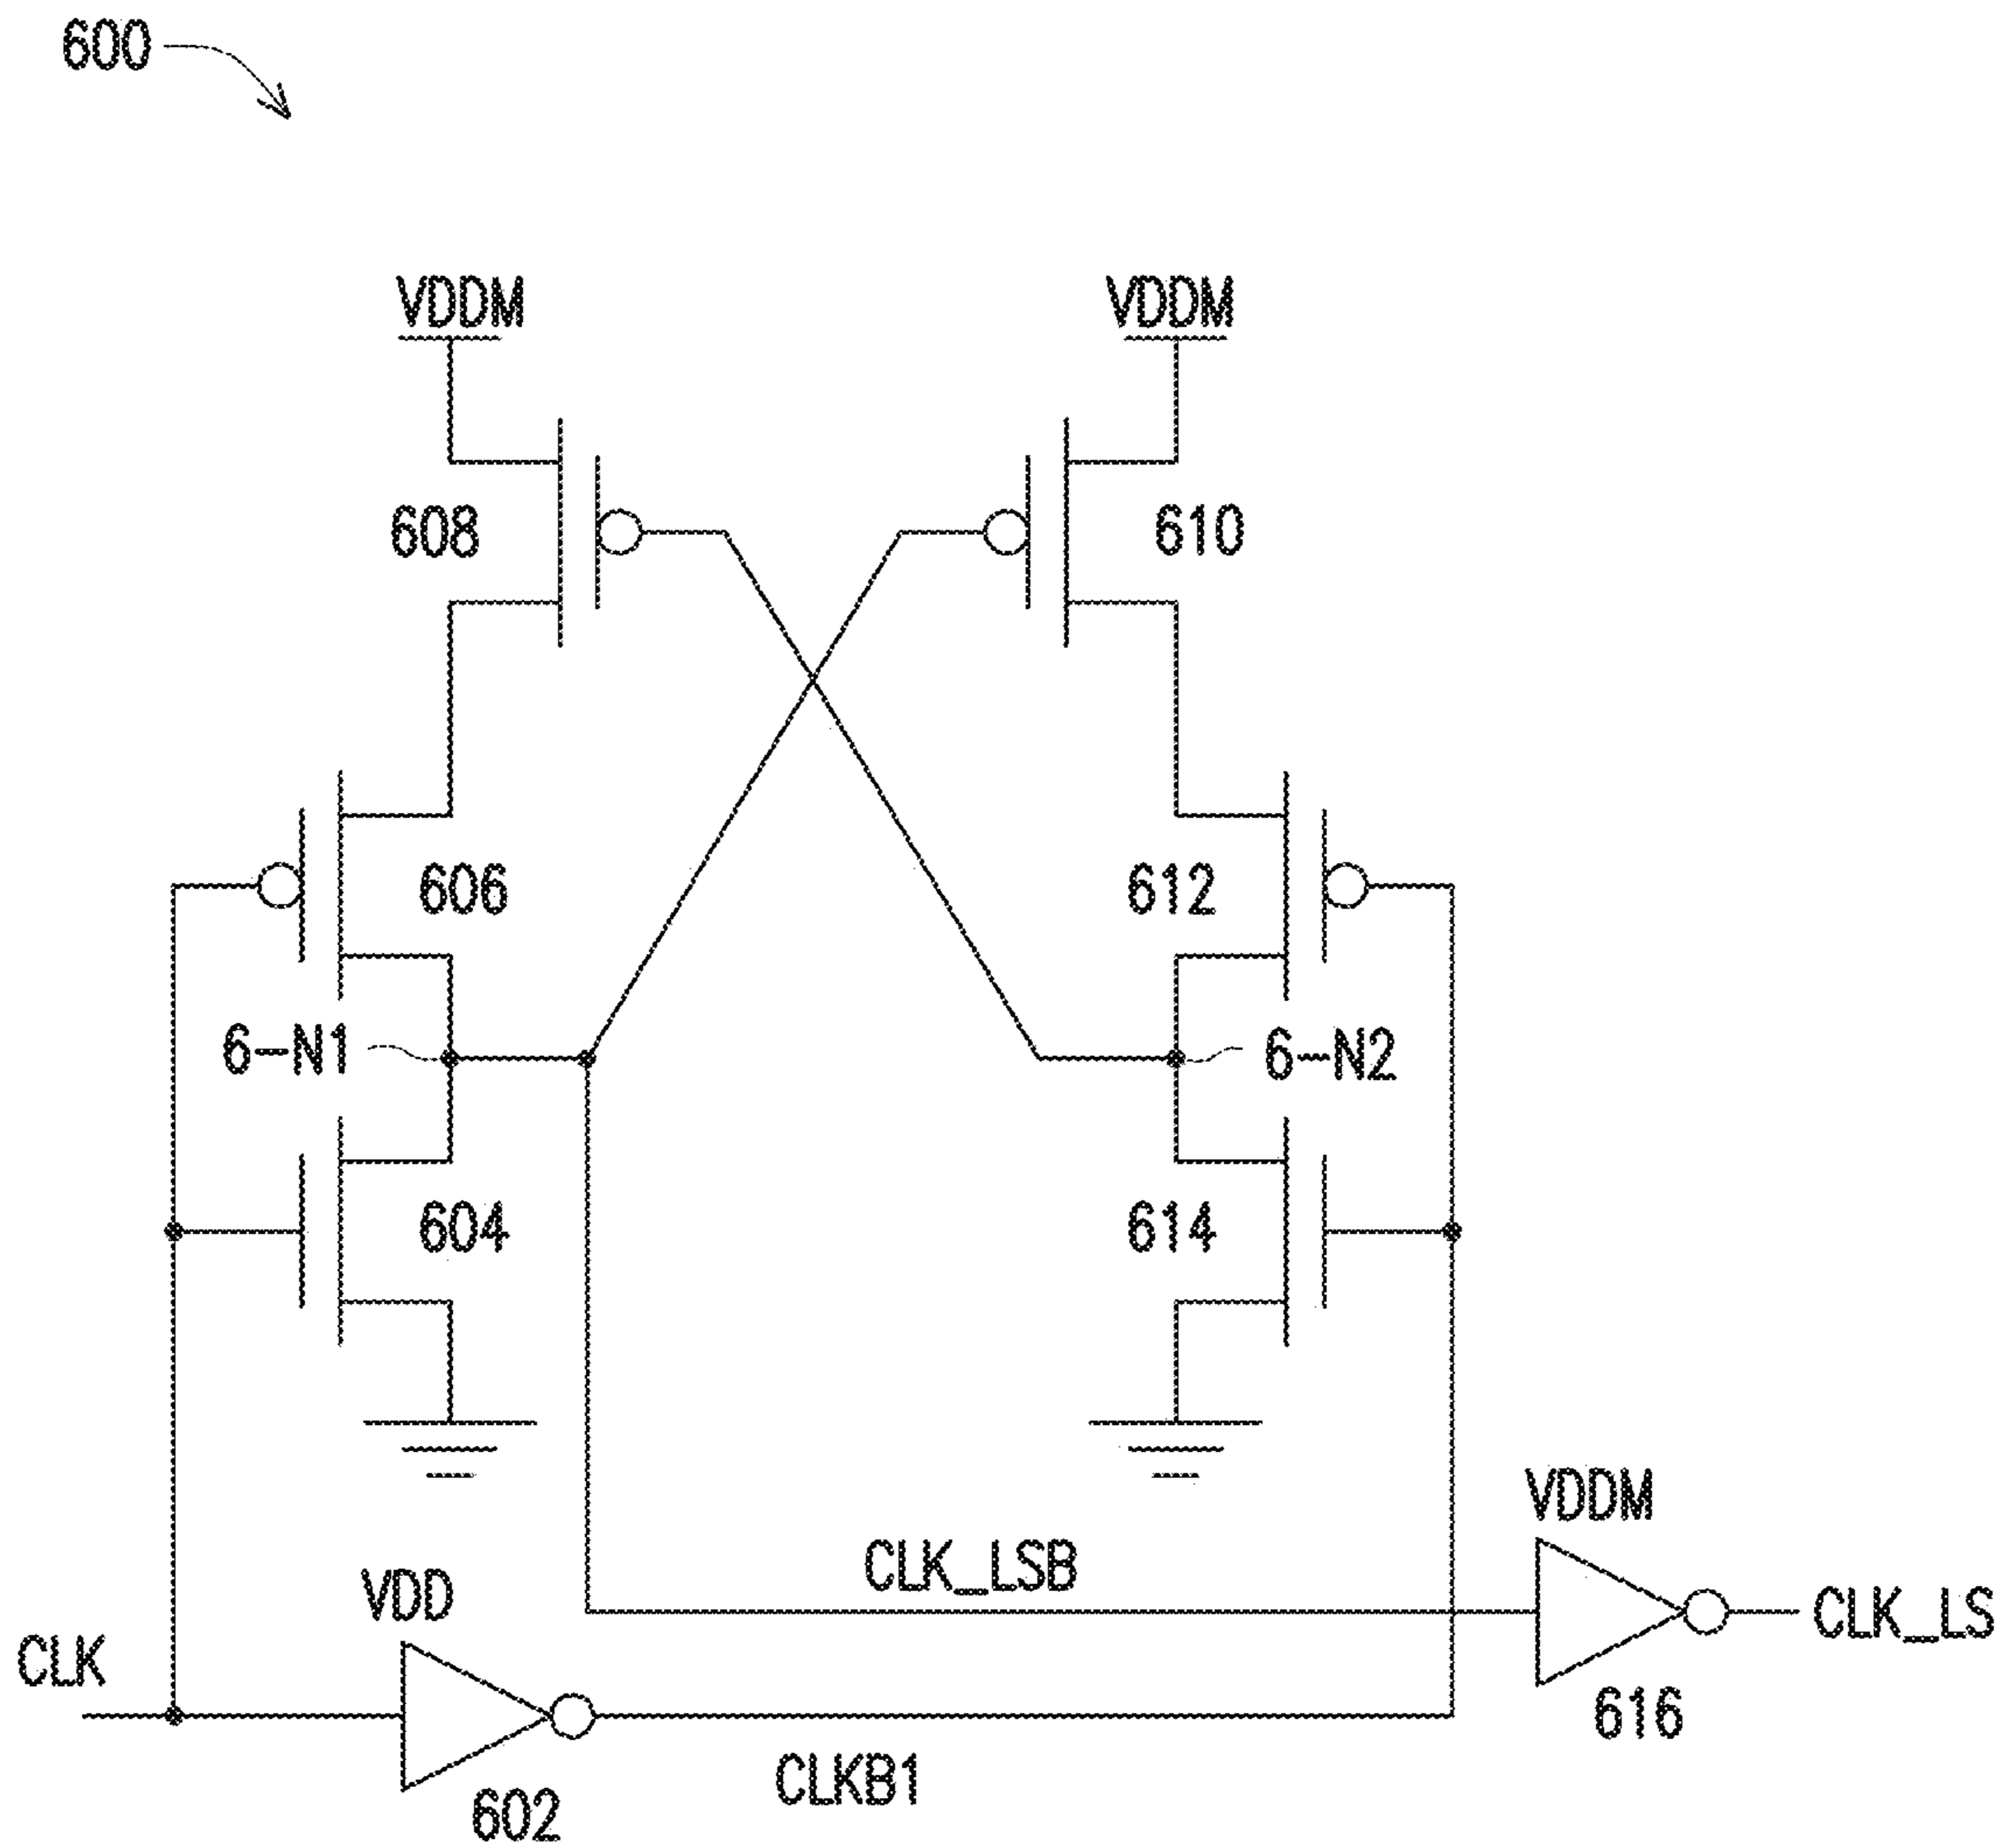 600
VDDM
VDDM
608
610
606
612
6-N1
6-N2
604
614
VDDM
CLK_LSB
VDD
CLK_LS
CLK
616
CLKB1
602